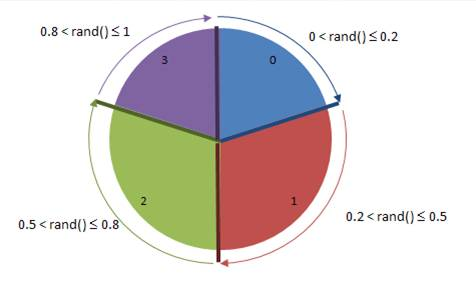 0.8 < rand() ≤ 1
0 < rand() ≤ 0.2
3
0
2
1
0.5 < rand() ≤ 0.8
0.2 < rand() ≤ 0.5